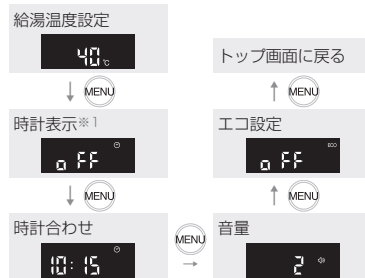 給湯温度設定
40℃
MENU
時計表示※1
oFF
MENU
時計合わせ
10:15
MENU
音量
2
MENU
エコ設定
ECO
oFF
MENU
トップ画面に戻る